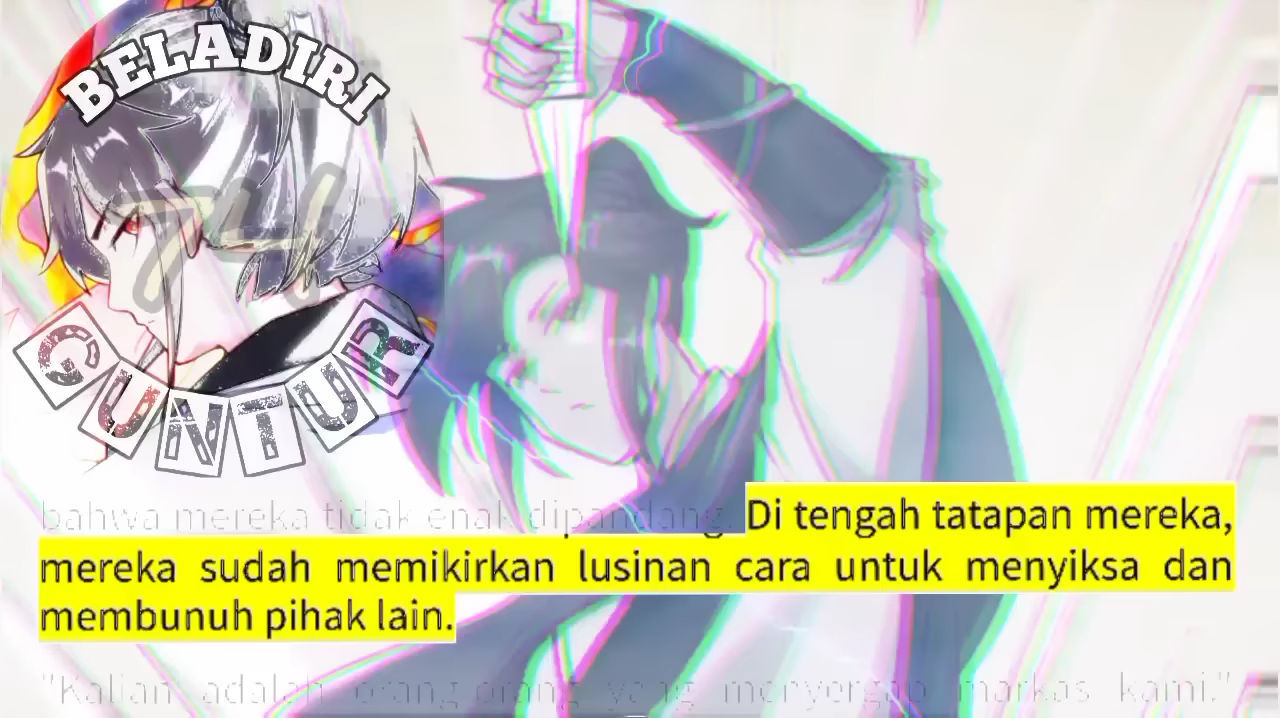 BELADIRI
GUNTUR
bahwa mereka tidak enak dipandang. Di tengah tatapan mereka,
mereka sudah memikirkan lusinan cara untuk menyiksa dan
membunuh pihak lain.
"Kalian adalah orang-orang yang menyergap markas kami."